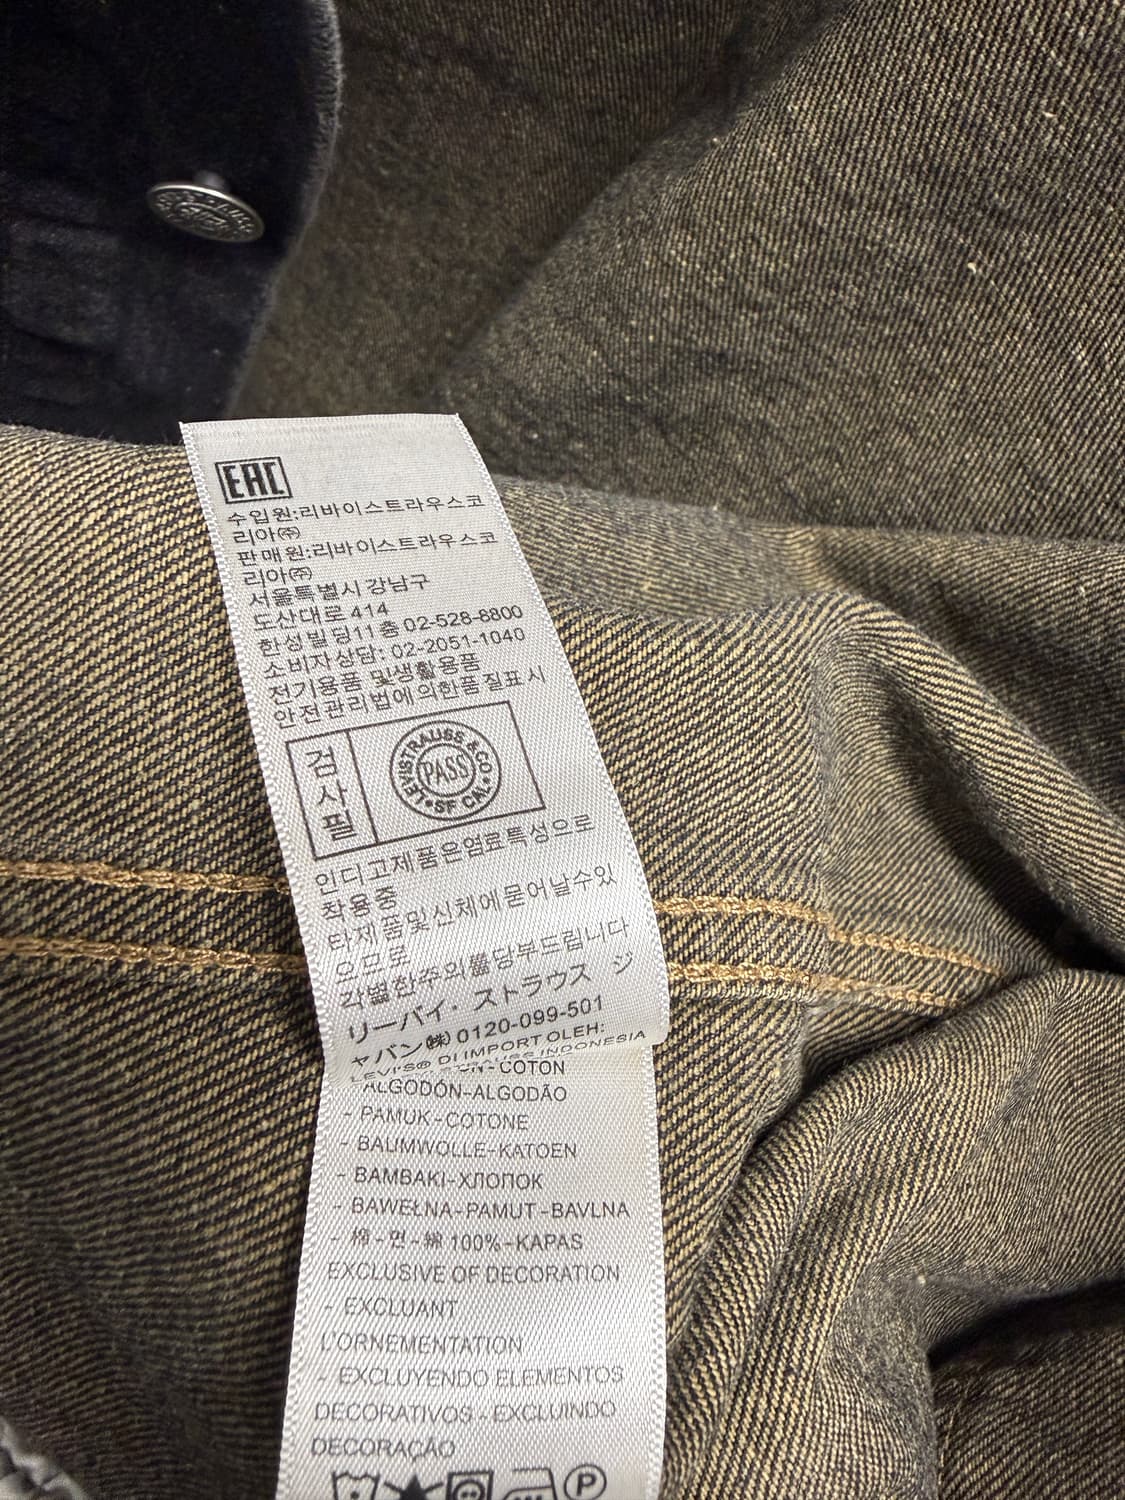 EAC
수입원:리바이스트라우스코
리아㈜
판매원:리바이스트라우스코
리아㈜
서울특별시 강남구
도산대로 414
한성빌딩11층 02-528-8800
소비자상담: 02-2051-1040
전기용품 및생활용품
안전관리법에의한품질표시
검사필
LEVI STRAUSS & CO
SF CAL
PASS
인디고제품은염료특성으로
착용중
타제품및신체에묻어날수있
으므로
각별한주의를당부드립니다
リーバイ・ストラウス ジ
ャパン㈱ 0120-099-501
LEVI'S® DI IMPORT OLEH:
STRAUSS INDONESIA
COTON
ALGODÓN-ALGODÃO
- PAMUK-COTONE
- BAUMWOLLE-KATOEN
- BAMBAKI-ХЛОПОК
- BAWEŁNA-PAMUT-BAVLNA
- 棉-면-綿 100%-KAPAS
EXCLUSIVE OF DECORATION
- EXCLUANT
L'ORNEMENTATION
- EXCLUYENDO ELEMENTOS
DECORATIVOS - EXCLUINDO
DECORAÇÃO
P